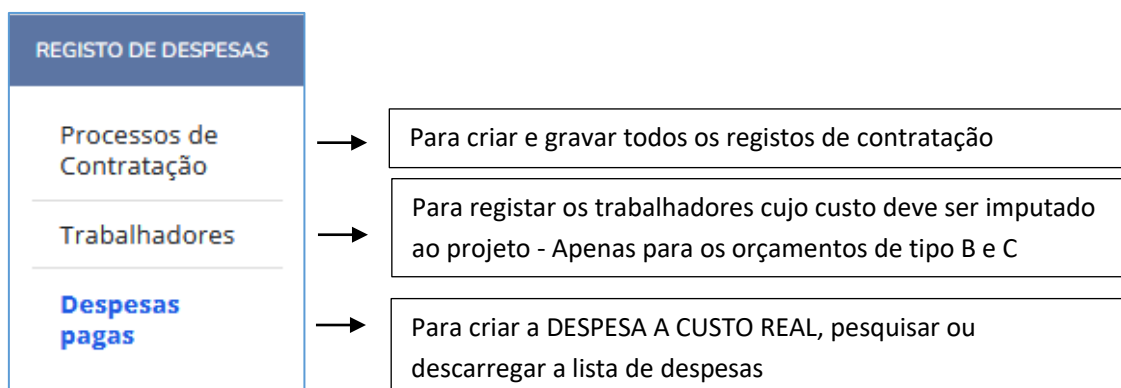 REGISTO DE DESPESAS
Processos de
Contratação
Para criar e gravar todos os registos de contratação
Trabalhadores
Para registar os trabalhadores cujo custo deve ser imputado
ao projeto - Apenas para os orçamentos de tipo B e C
Despesas
pagas
Para criar a DESPESA A CUSTO REAL, pesquisar ou
descarregar a lista de despesas